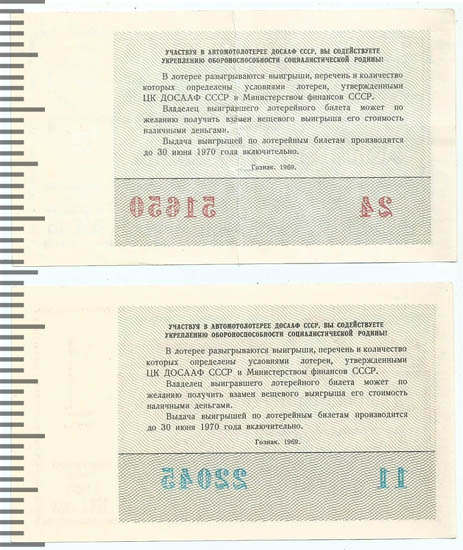 УЧАСТВУЯ В АВТОМОТОЛОТЕРЕЕ ДОСААФ СССР, ВЫ СОДЕЙСТВУЕТЕ
УКРЕПЛЕНИЮ ОБОРОНОСПОСОБНОСТИ СОЦИАЛИСТИЧЕСКОЙ РОДИНЫ!
В лотерее разыгрываются выигрыши, перечень и количество
которых определены условиями лотереи, утвержденными
ЦК ДОСААФ СССР и Министерством финансов СССР.
Владелец выигравшего лотерейного билета может по
желанию получить взамен вещевого выигрыша его стоимость
наличными деньгами.
Выдача выигрышей по лотерейным билетам производится
до 30 июня 1970 года включительно.
Гознак. 1969.
51650 24
УЧАСТВУЯ В АВТОМОТОЛОТЕРЕЕ ДОСААФ СССР, ВЫ СОДЕЙСТВУЕТЕ
УКРЕПЛЕНИЮ ОБОРОНОСПОСОБНОСТИ СОЦИАЛИСТИЧЕСКОЙ РОДИНЫ!
В лотерее разыгрываются выигрыши, перечень и количество
которых определены условиями лотереи, утвержденными
ЦК ДОСААФ СССР и Министерством финансов СССР.
Владелец выигравшего лотерейного билета может по
желанию получить взамен вещевого выигрыша его стоимость
наличными деньгами.
Выдача выигрышей по лотерейным билетам производится
до 30 июня 1970 года включительно.
Гознак. 1969.
22045 11